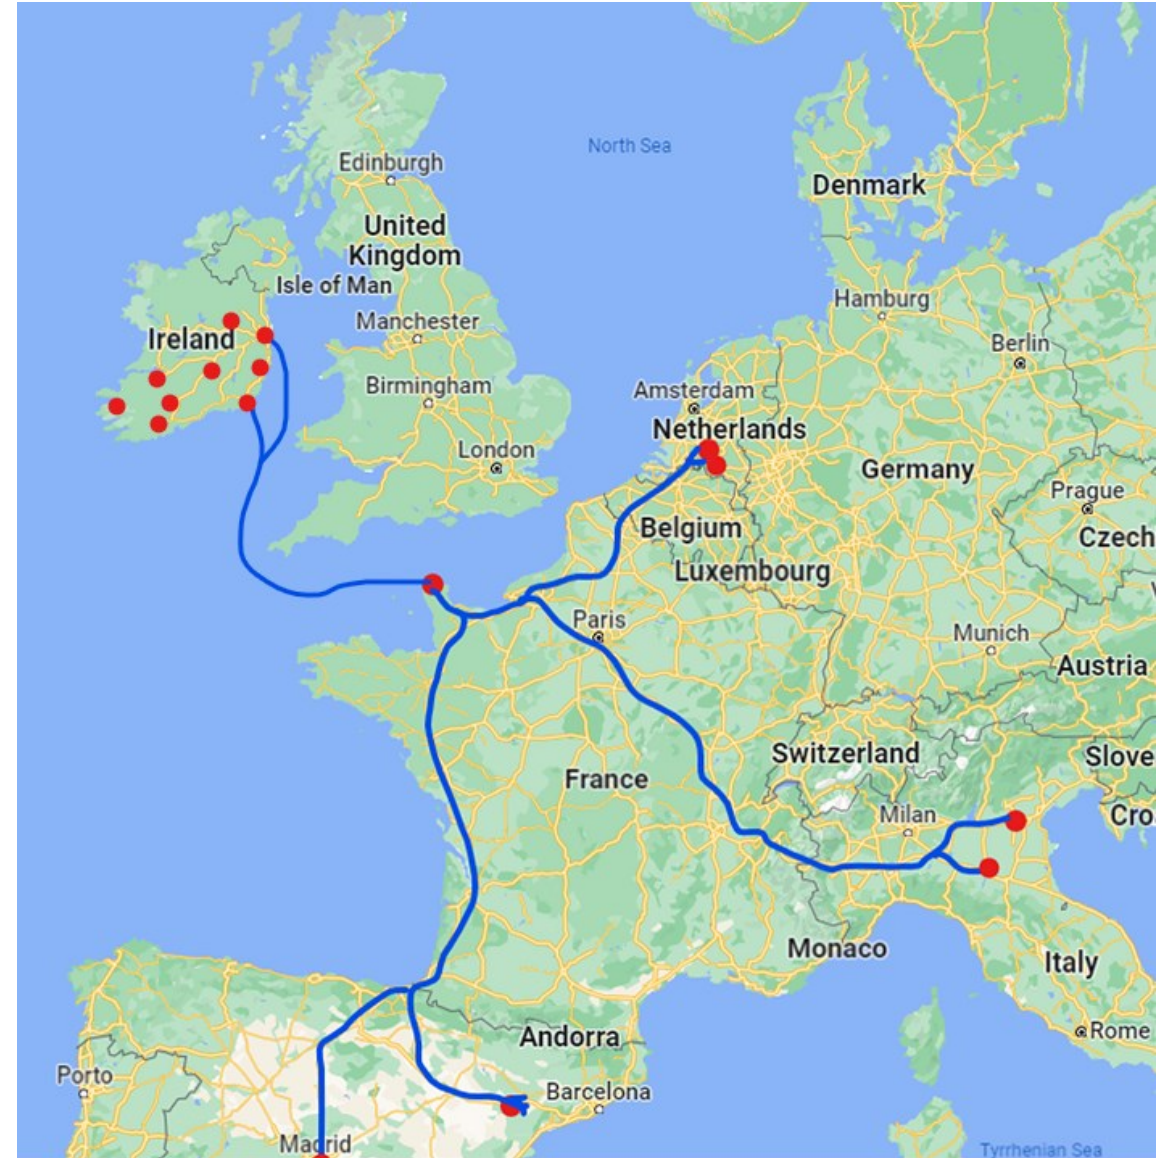 North Sea
Edinburgh
Denmark
United
Kingdom
Isle of Man
Hamburg
Manchester
Ireland
Berlin
Birmingham
Amsterdam
Netherlands
London
Germany
Prague
Belgium
Czech
Luxembourg
Paris
Munich
Austria
Switzerland
Slove
France
Milan
Cro
Monaco
Italy
Andorra
Rome
Porto
Barcelona
Madrid
Tyrrhenian Sea